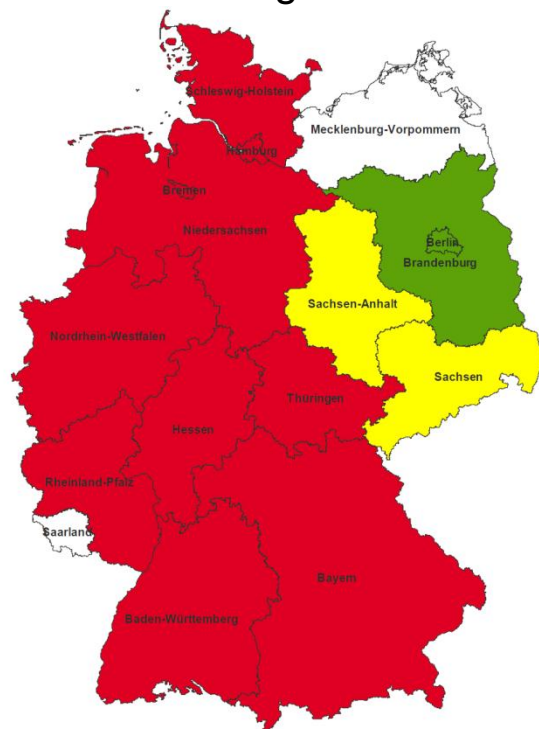 Schleswig-Holstein
Mecklenburg-Vorpommern
Hamburg
Bremen
Niedersachsen
Berlin
Brandenburg
Sachsen-Anhalt
Nordrhein-Westfalen
Sachsen
Thüringen
Hessen
Rheinland-Pfalz
Saarland
Bayern
Baden-Württemberg